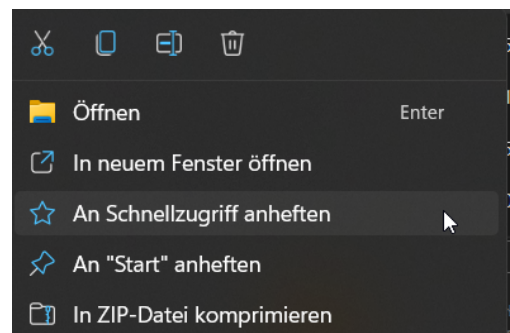 Öffnen Enter
In neuem Fenster öffnen
An Schnellzugriff anheften
An "Start" anheften
In ZIP-Datei komprimieren